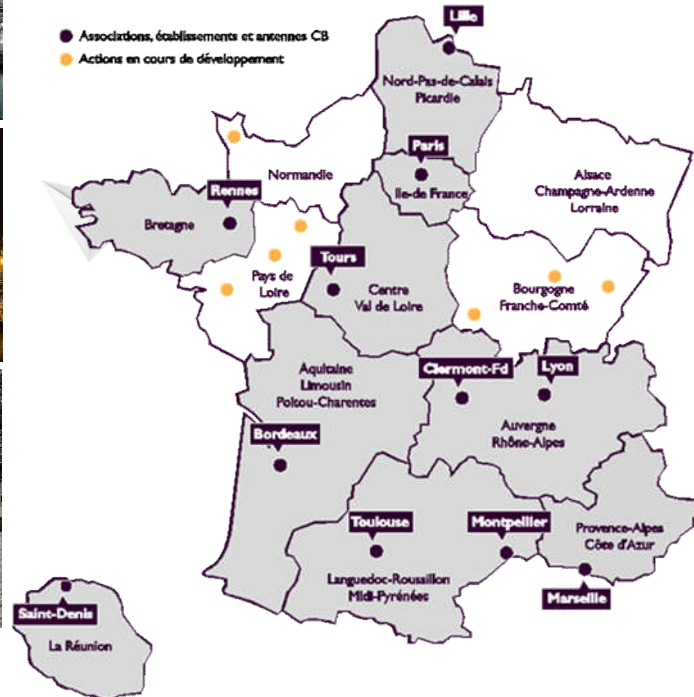 Associations, établissements et antennes CB
Actions en cours de développement
Lille
Nord-Pas-de-Calais
Picardie
Paris
Ile-de France
Normandie
Alsace
Champagne-Ardenne
Lorraine
Rennes
Bretagne
Pays de
Loire
Tours
Centre
Val de Loire
Bourgogne
Franche-Comté
Aquitaine
Limousin
Poitou-Charentes
Clermont-Fd
Lyon
Auvergne
Rhône-Alpes
Bordeaux
Toulouse
Montpellier
Provence-Alpes
Côte d'Azur
Languedoc-Rousaillon
Midi-Pyrénées
Marseille
Saint-Denis
La Réunion